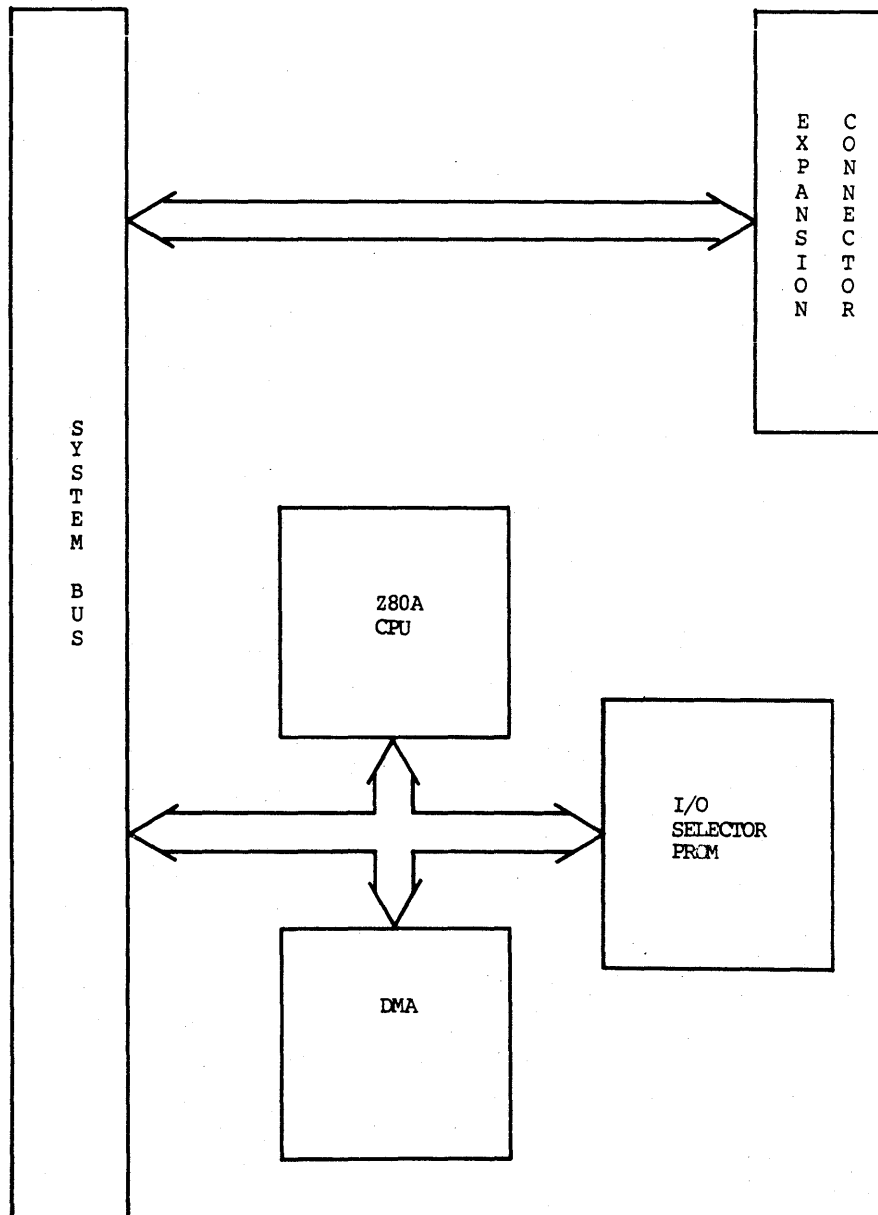 EXPANSION
CONNECTOR
SYSTEM BUS
Z80A
CPU
I/O
SELECTOR
PROM
DMA